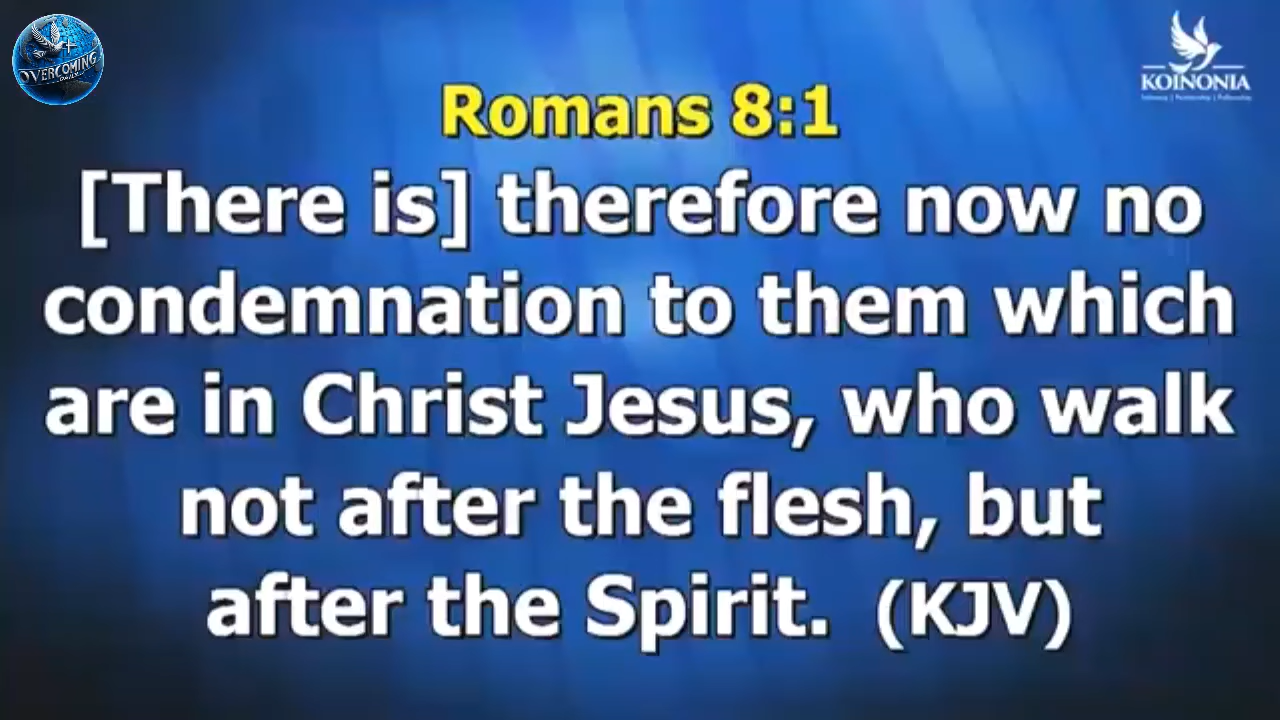 OVERCOMING
KOINONIA
Romans 8:1
[There is] therefore now no
condemnation to them which
are in Christ Jesus, who walk
not after the flesh, but
after the Spirit. (KJV)